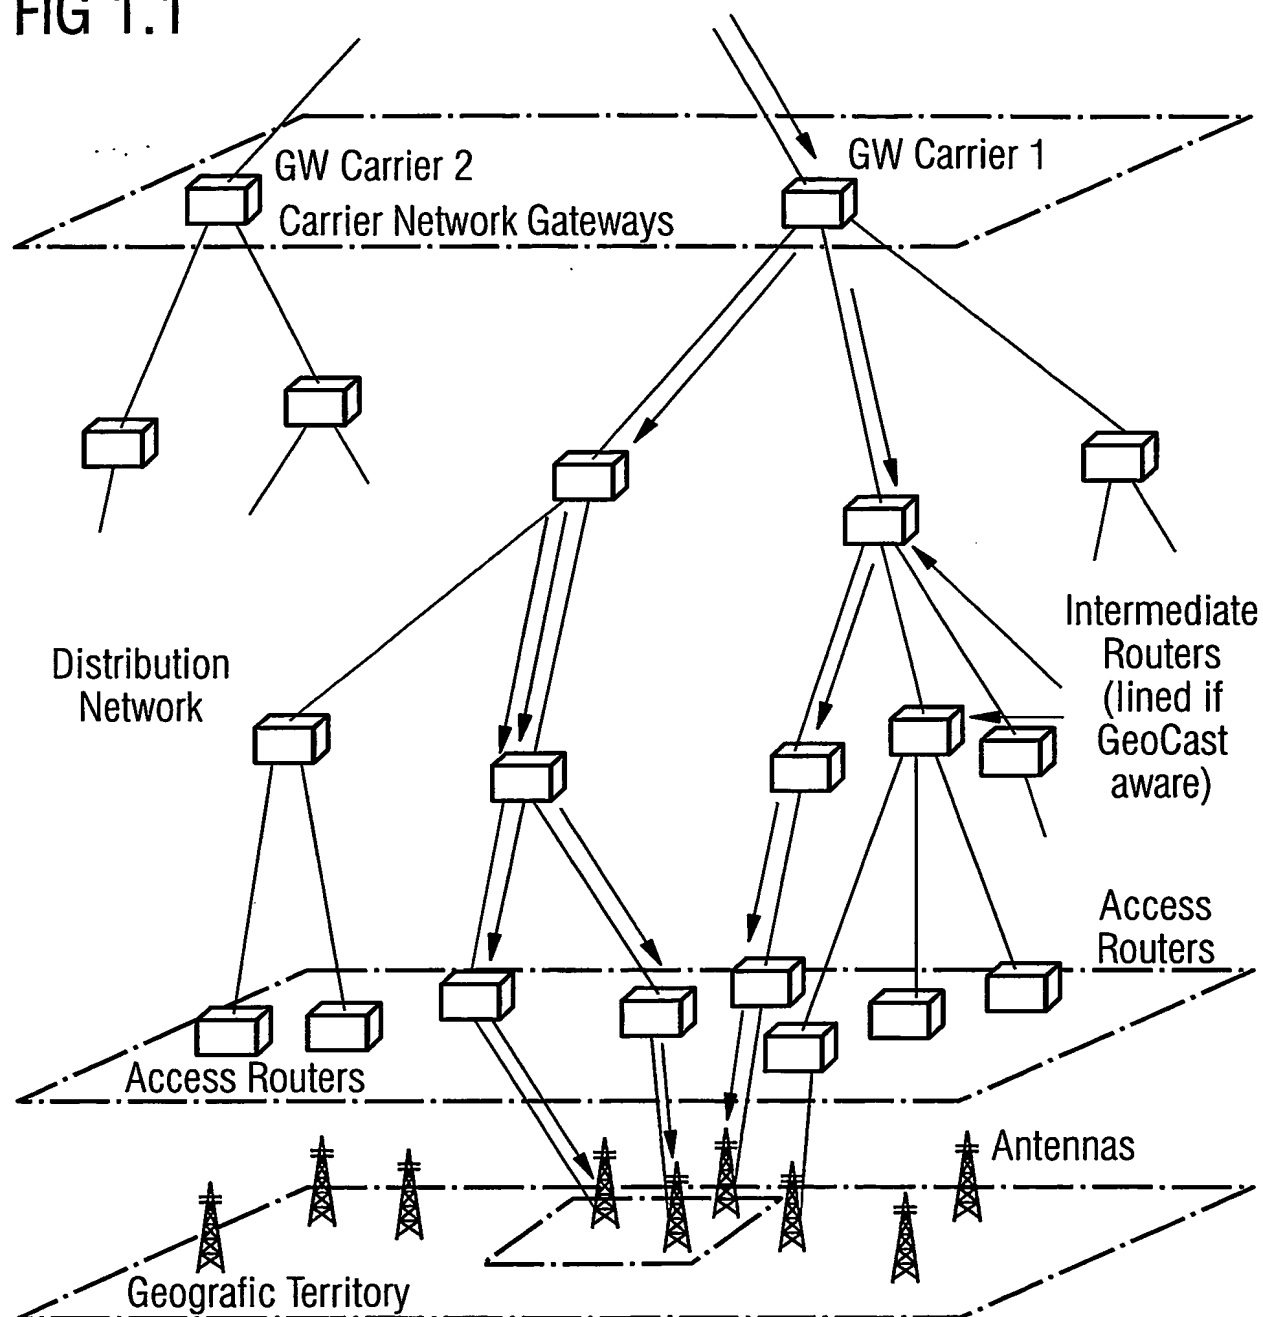 FIG 1.1
GW Carrier 2
GW Carrier 1
Carrier Network Gateways
Intermediate
Routers
(lined if
GeoCast
aware)
Distribution
Network
Access
Routers
Access Routers
Antennas
Geografic Territory